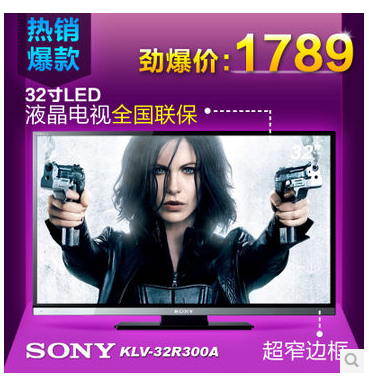 热销
爆款
劲爆价:1789
32寸LED
液晶电视全国联保
32"
SONY
SONY KLV-32R300A
超窄边框